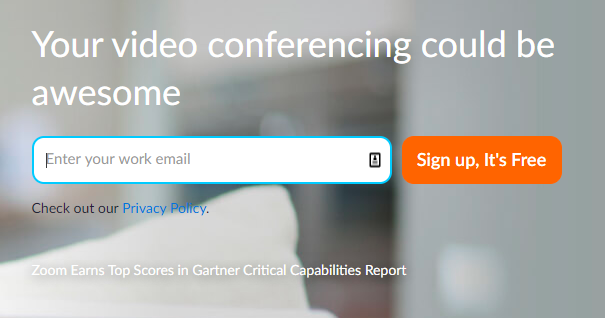 Your video conferencing could be
awesome
Enter your work email
Sign up, It's Free
Check out our Privacy Policy.
Zoom Earns Top Scores in Gartner Critical Capabilities Report